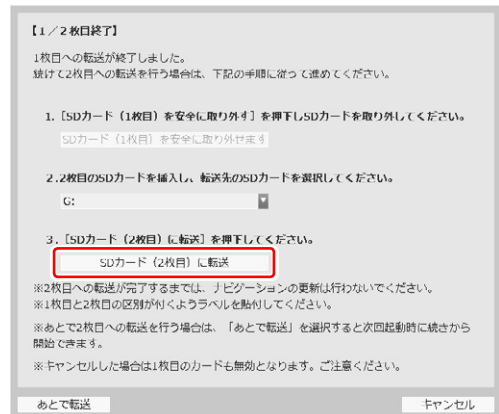 【1／2枚目終了】
1枚目への転送が終了しました。
続けて2枚目への転送を行う場合は、下記の手順に従って進めてください。
1.［SDカード（1枚目）を安全に取り外す］を押下しSDカードを取り外してください。
SDカード（1枚目）を安全に取り外せます
2.2枚目のSDカードを挿入し、転送先のSDカードを選択してください。
G:
3.［SDカード（2枚目）に転送］を押下してください。
SDカード（2枚目）に転送
※2枚目への転送が完了するまでは、ナビゲーションの更新は行わないでください。
※1枚目と2枚目の区別が付くようラベルを貼付してください。
※あとで2枚目への転送を行う場合は、「あとで転送」を選択すると次回起動時に続きから
開始できます。
※キャンセルした場合は1枚目のカードも無効となります。ご注意ください。
あとで転送
キャンセル